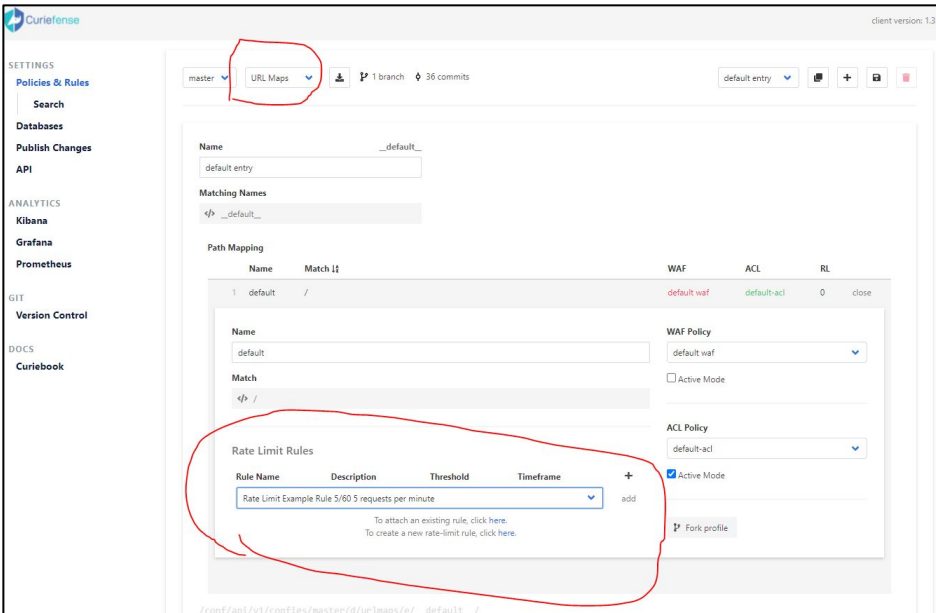 Curiefense
client version: 1.3
SETTINGS
Policies & Rules
Search
Databases
Publish Changes
API
ANALYTICS
Kibana
Grafana
Prometheus
GIT
Version Control
DOCS
Curiebook
master URL Maps 1 branch 36 commits default entry
Name __default__
default entry
Matching Names
</> __default__
Path Mapping
Name Match WAF ACL RL
1 default / default waf default-acl 0 close
Name
default
Match
</> /
WAF Policy
default waf
Active Mode
ACL Policy
default-acl
Active Mode
Fork profile
Rate Limit Rules
Rule Name Description Threshold Timeframe +
Rate Limit Example Rule 5/60 5 requests per minute add
To attach an existing rule, click here.
To create a new rate-limit rule, click here.
/conf/api/v1/configs/master/d/urlmaps/e/__default__/